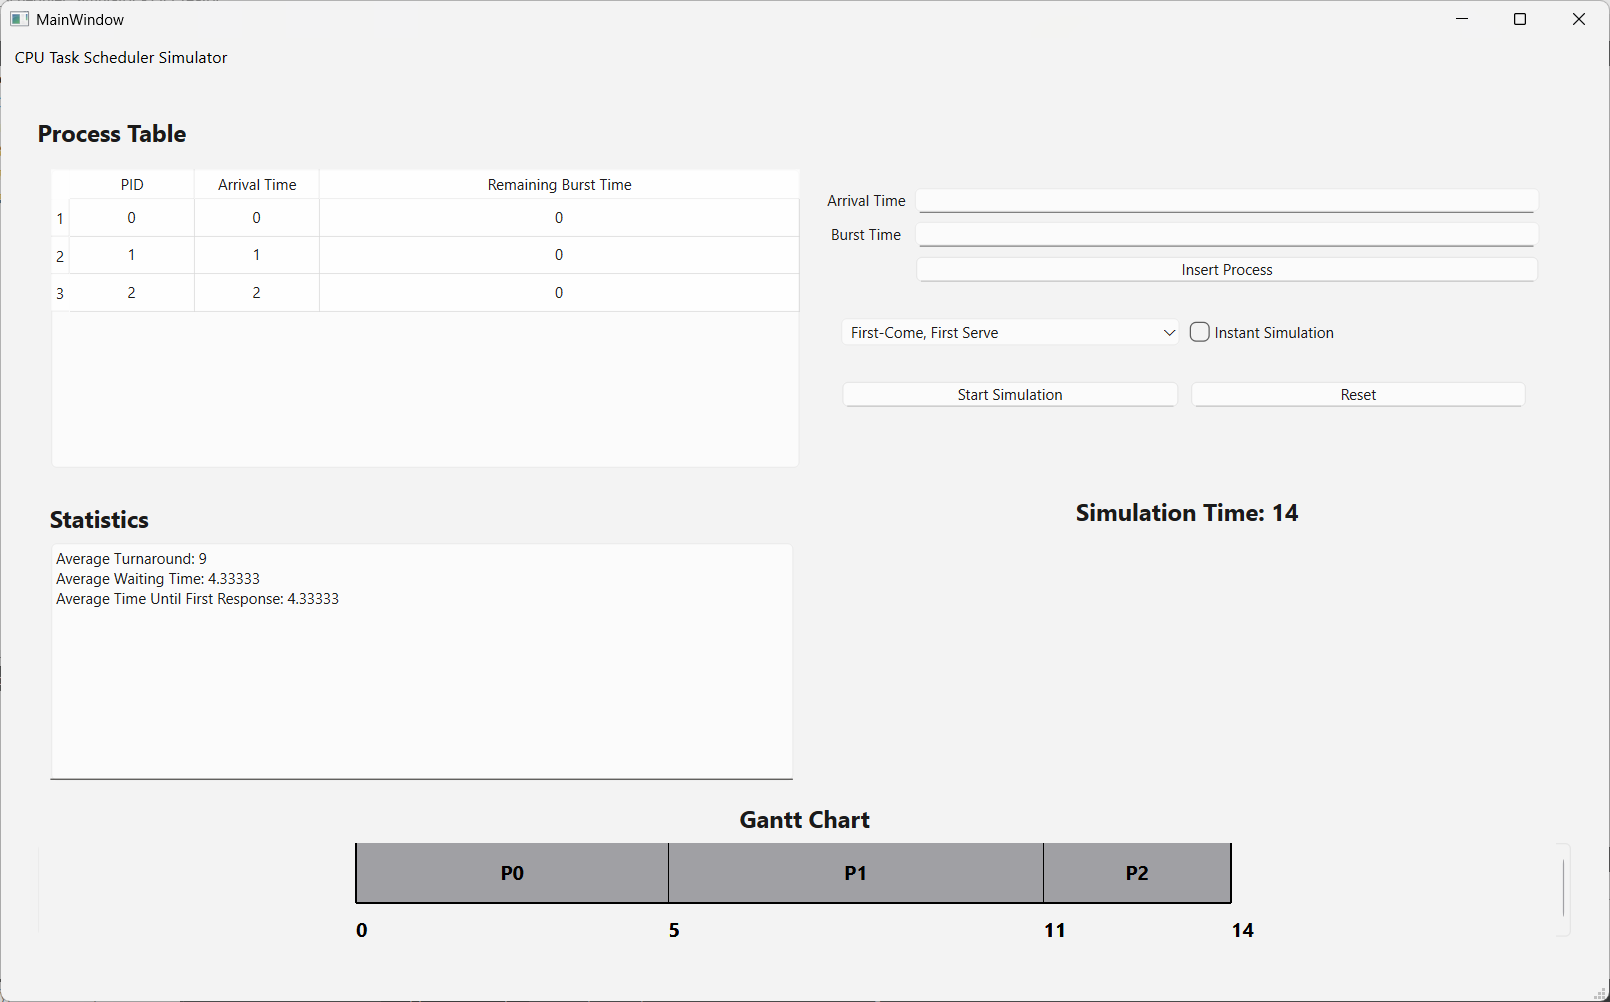 MainWindow
CPU Task Scheduler Simulator
Process Table
PID Arrival Time Remaining Burst Time
1 0 0 0
2 1 1 0
3 2 2 0
Arrival Time
Burst Time
Insert Process
First-Come, First Serve Instant Simulation
Start Simulation Reset
Statistics
Average Turnaround: 9
Average Waiting Time: 4.33333
Average Time Until First Response: 4.33333
Simulation Time: 14
Gantt Chart
P0 P1 P2
0 5 11 14